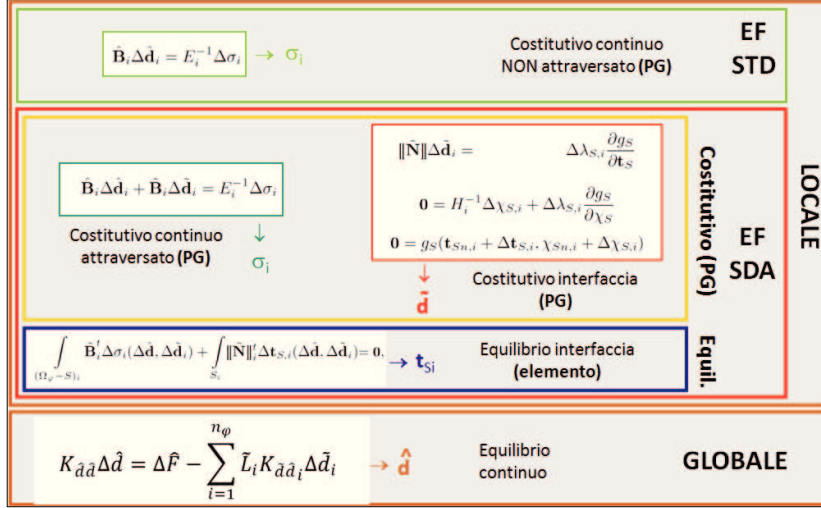 B̂ᵢΔd̂ᵢ = Eᵢ⁻¹Δσᵢ → σᵢ
Costitutivo continuo
NON attraversato (PG)
EF
STD
B̂ᵢΔd̂ᵢ + B̃ᵢΔd̃ᵢ = Eᵢ⁻¹Δσᵢ
Costitutivo continuo
attraversato (PG)
↓
σᵢ
‖Ñ‖Δd̃ᵢ = Δλ_{S,i} ∂g_S/∂t_S
0 = Hᵢ⁻¹Δχ_{S,i} + Δλ_{S,i} ∂g_S/∂χ_S
0 = g_S(t_{Sn,i} + Δt_{S,i}, χ_{Sn,i} + Δχ_{S,i})
↓
d̃
Costitutivo interfaccia
(PG)
Costitutivo (PG)
EF
SDA
LOCALE
∫_{(Ω_φ−S)ᵢ} B̃ᵢᵗΔσᵢ(Δd̂, Δd̃ᵢ) + ∫_{Sᵢ} ‖Ñ‖ᵢᵗΔt_{S,i}(Δd̂, Δd̃ᵢ) = 0. → t_{Si}
Equilibrio interfaccia
(elemento)
Equil.
K_{d̂d̂}Δd̂ = ΔF̂ − ∑_{i=1}^{n_φ} L̃ᵢK_{d̃d̂ᵢ}Δd̃ᵢ → d̂
Equilibrio
continuo
GLOBALE